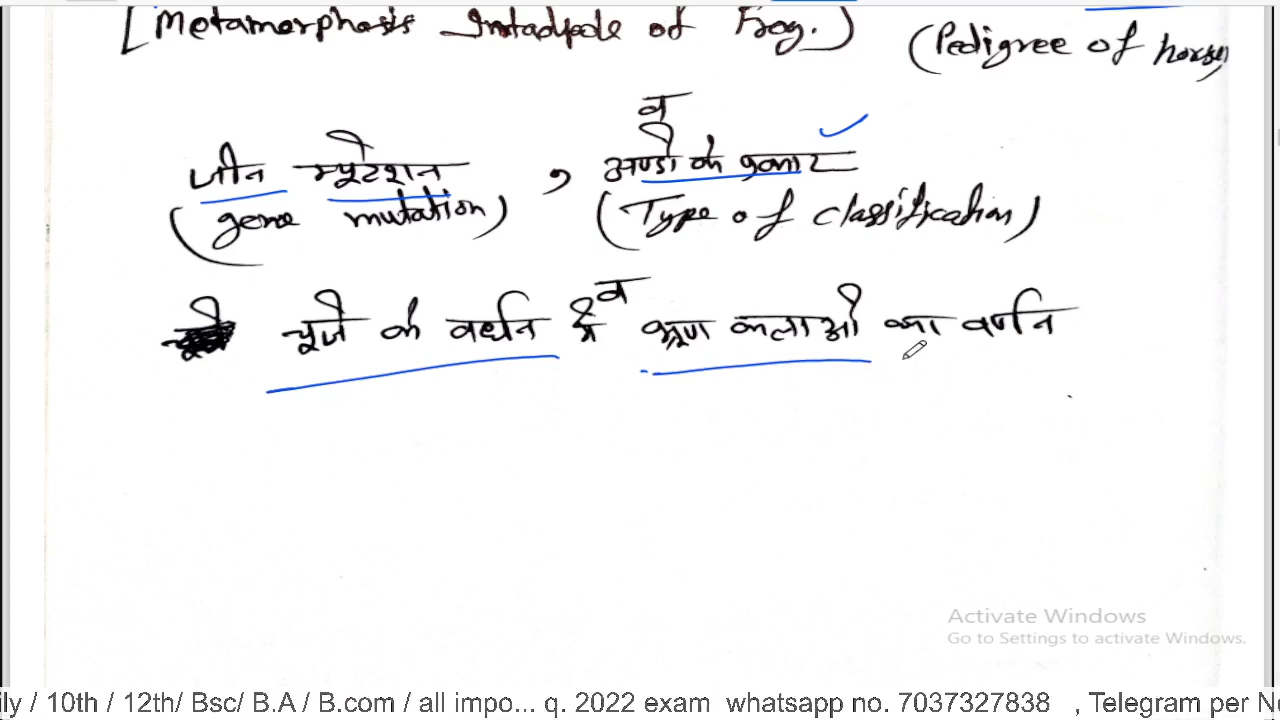 [Metamorphosis Intadpole of Frog.)
(Pedigree of horse)
व
जीन म्यूटेशन , अण्डो के प्रकार
(gene mutation) (Type of classification)
चूजे के वर्धन में व भ्रूण कलाओ का वर्णन
Activate Windows
Go to Settings to activate Windows.
ily / 10th / 12th/ Bsc/ B.A / B.com / all impo... q. 2022 exam whatsapp no. 7037327838 , Telegram per No